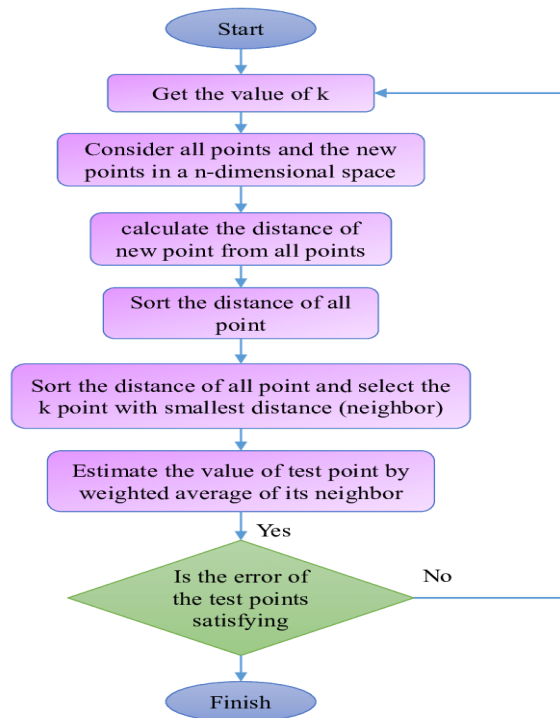 Start
Get the value of k
Consider all points and the new
points in a n-dimensional space
calculate the distance of
new point from all points
Sort the distance of all
point
Sort the distance of all point and select the
k point with smallest distance (neighbor)
Estimate the value of test point by
weighted average of its neighbor
Yes
Is the error of
the test points
satisfying
No
Finish